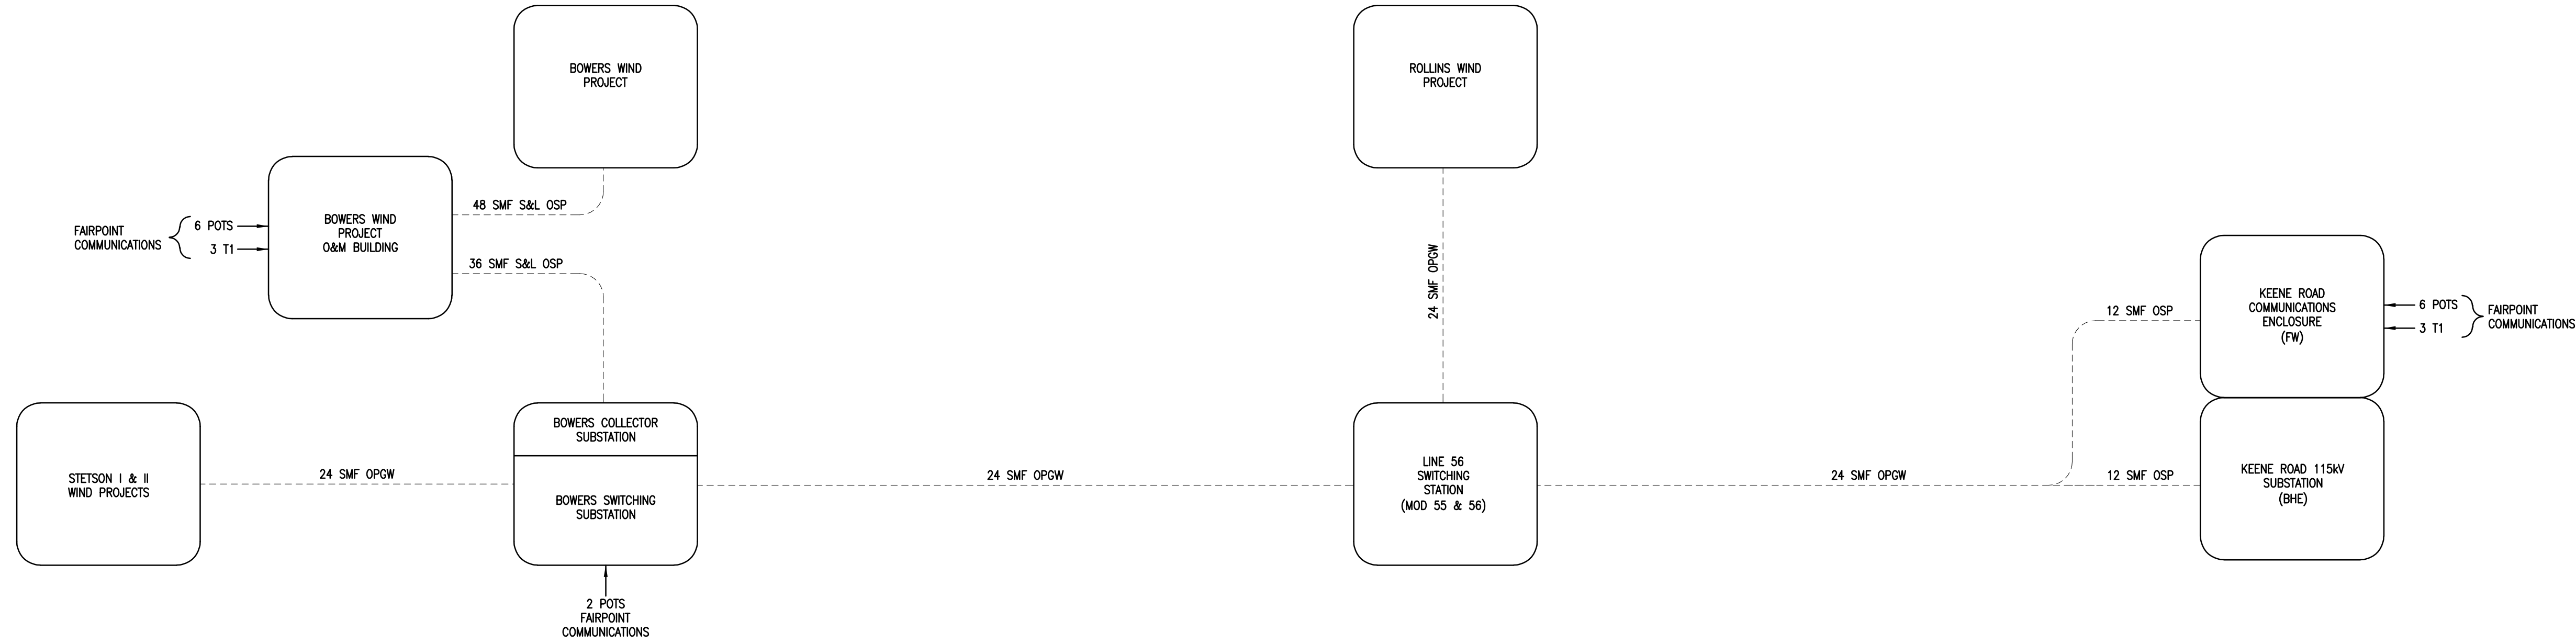 BOWERS WIND
PROJECT
ROLLINS WIND
PROJECT
48 SMF S&L OSP
FAIRPOINT
COMMUNICATIONS
6 POTS
3 T1
BOWERS WIND
PROJECT
O&M BUILDING
36 SMF S&L OSP
24 SMF OPGW
12 SMF OSP
KEENE ROAD
COMMUNICATIONS
ENCLOSURE
(FW)
6 POTS
3 T1
FAIRPOINT
COMMUNICATIONS
STETSON I & II
WIND PROJECTS
24 SMF OPGW
BOWERS COLLECTOR
SUBSTATION
BOWERS SWITCHING
SUBSTATION
24 SMF OPGW
LINE 56
SWITCHING
STATION
(MOD 55 & 56)
24 SMF OPGW
12 SMF OSP
KEENE ROAD 115kV
SUBSTATION
(BHE)
2 POTS
FAIRPOINT
COMMUNICATIONS